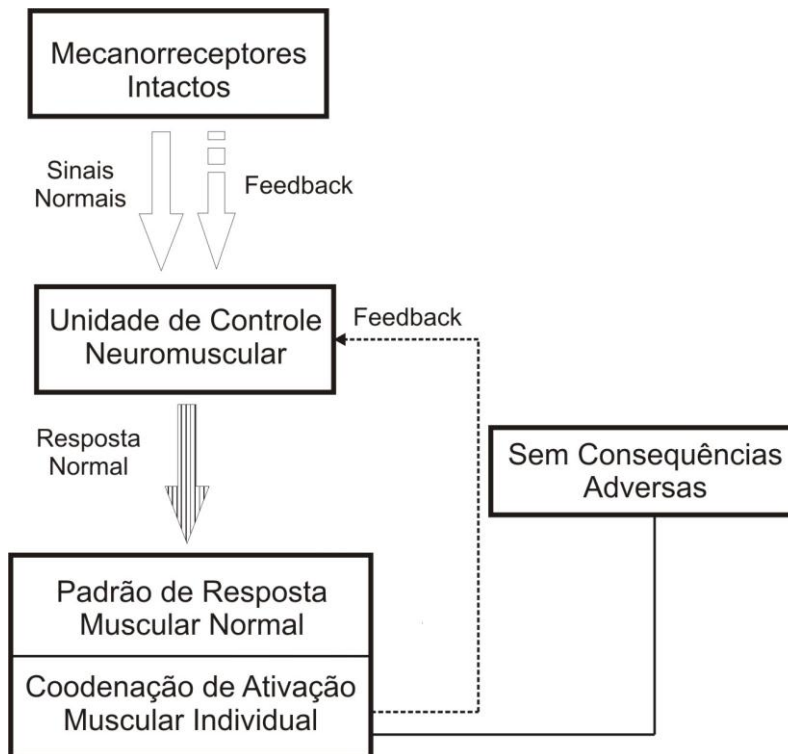 Mecanorreceptores
Intactos
Sinais
Normais
Feedback
Unidade de Controle
Neuromuscular
Feedback
Resposta
Normal
Sem Consequências
Adversas
Padrão de Resposta
Muscular Normal
Coodenação de Ativação
Muscular Individual